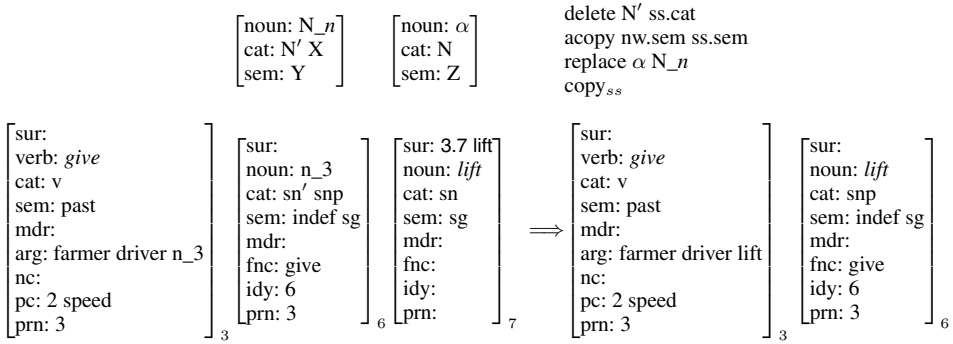 noun: N_n
cat: N′ X
sem: Y
noun: α
cat: N
sem: Z
delete N′ ss.cat
acopy nw.sem ss.sem
replace α N_n
copyss
sur:
verb: give
cat: v
sem: past
mdr:
arg: farmer driver n_3
nc:
pc: 2 speed
prn: 3
3
sur:
noun: n_3
cat: sn′ snp
sem: indef sg
mdr:
fnc: give
idy: 6
prn: 3
6
sur: 3.7 lift
noun: lift
cat: sn
sem: sg
mdr:
fnc:
idy:
prn:
7
⟹
sur:
verb: give
cat: v
sem: past
mdr:
arg: farmer driver lift
nc:
pc: 2 speed
prn: 3
3
sur:
noun: lift
cat: snp
sem: indef sg
mdr:
fnc: give
idy: 6
prn: 3
6